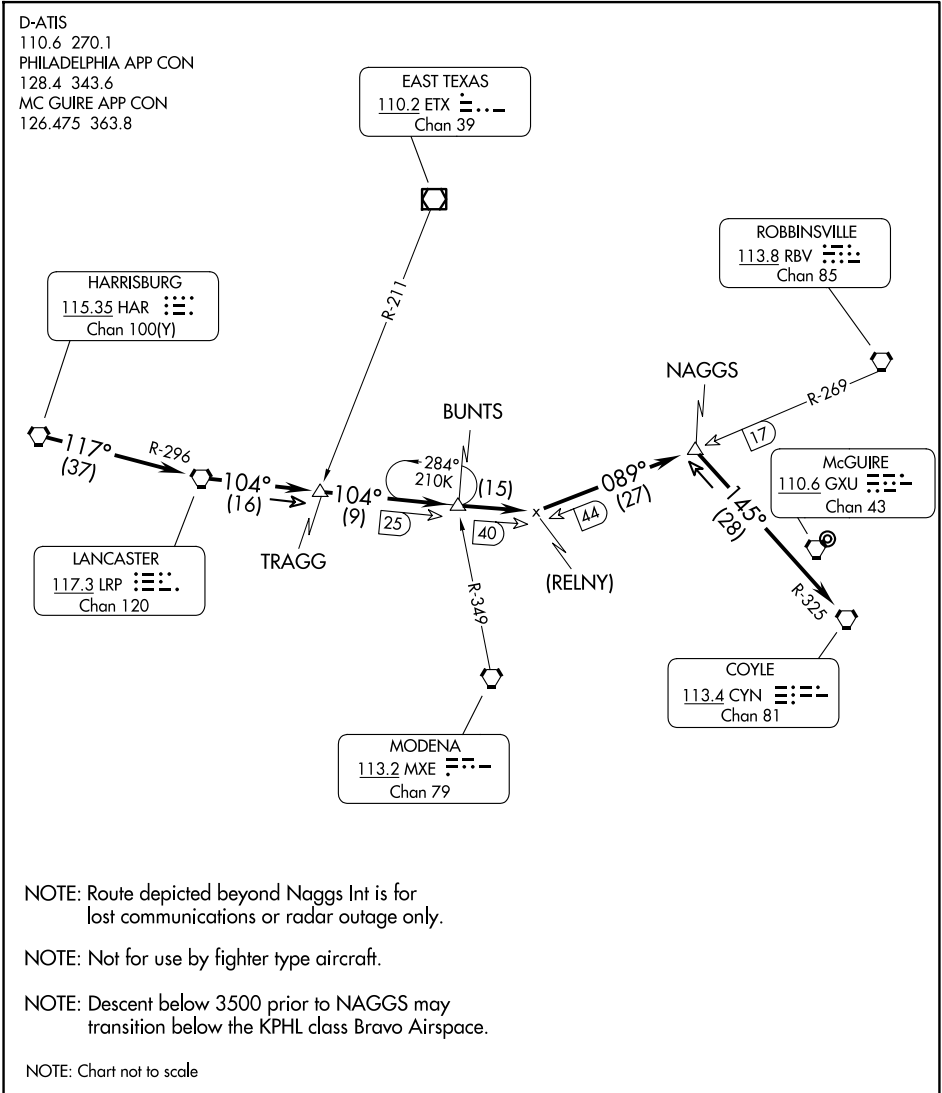 D-ATIS
110.6 270.1
PHILADELPHIA APP CON
128.4 343.6
MC GUIRE APP CON
126.475 363.8
EAST TEXAS
110.2 ETX
Chan 39
ROBBINSVILLE
113.8 RBV
Chan 85
HARRISBURG
115.35 HAR
Chan 100(Y)
R-211
NAGGS
R-269
17
BUNTS
McGUIRE
110.6 GXU
Chan 43
117°
(37)
R-296
104°
(16)
104°
(9)
284°
210K
(15)
25
40
44
089°
(27)
145°
(28)
TRAGG
(RELNY)
LANCASTER
117.3 LRP
Chan 120
R-349
R-325
COYLE
113.4 CYN
Chan 81
MODENA
113.2 MXE
Chan 79
NOTE: Route depicted beyond Naggs Int is for
lost communications or radar outage only.
NOTE: Not for use by fighter type aircraft.
NOTE: Descent below 3500 prior to NAGGS may
transition below the KPHL class Bravo Airspace.
NOTE: Chart not to scale